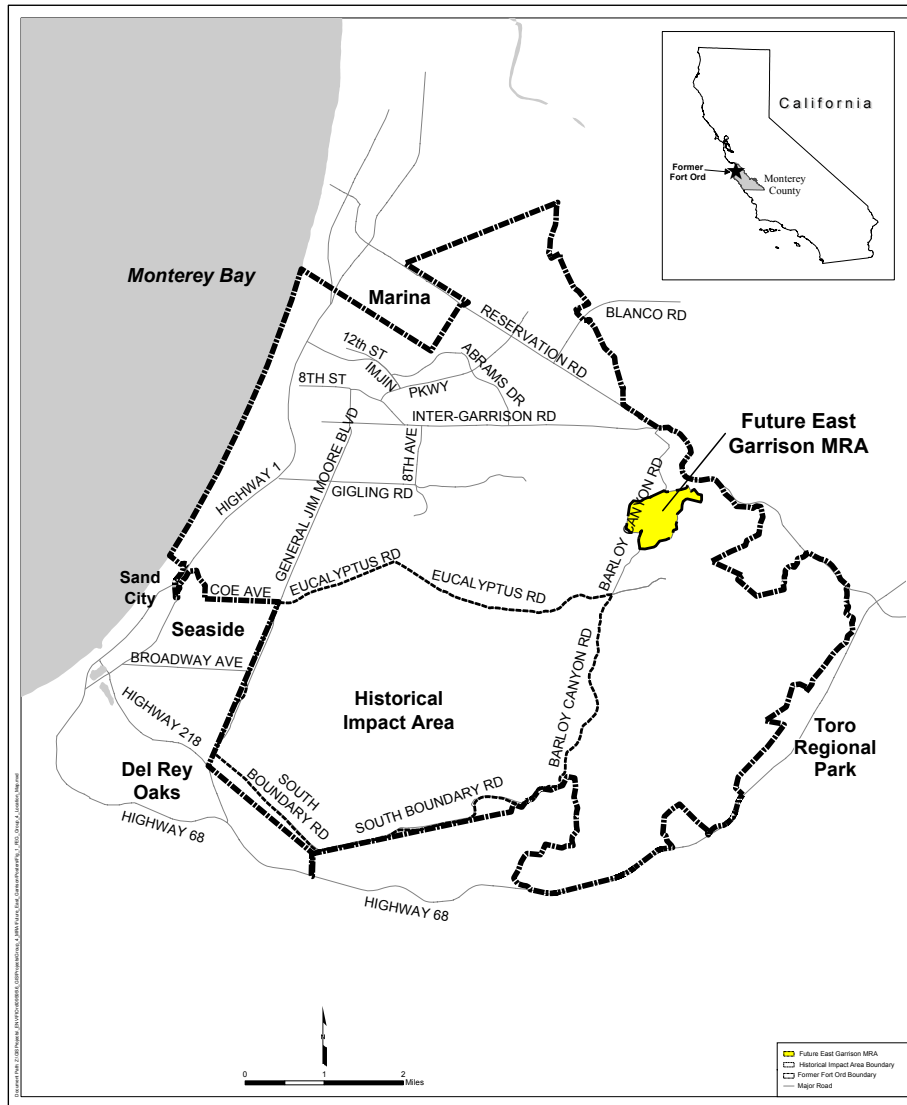 California
Former
Fort Ord
Monterey
County
Monterey Bay
Marina
RESERVATION RD
BLANCO RD
12th ST
IMJIN
PKWY
ABRAMS DR
8TH ST
INTER-GARRISON RD
8TH AVE
GENERAL JIM MOORE BLVD
HIGHWAY 1
GIGLING RD
Future East
Garrison MRA
BARLOY CANYON RD
EUCALYPTUS RD
EUCALYPTUS RD
Sand
City
COE AVE
Seaside
BROADWAY AVE
Historical
Impact Area
BARLOY CANYON RD
HIGHWAY 218
Toro
Regional
Park
Del Rey
Oaks
SOUTH
BOUNDARY RD
SOUTH BOUNDARY RD
HIGHWAY 68
HIGHWAY 68
N
0 1 2
Miles
Future East Garrison MRA
Historical Impact Area Boundary
Former Fort Ord Boundary
Major Road